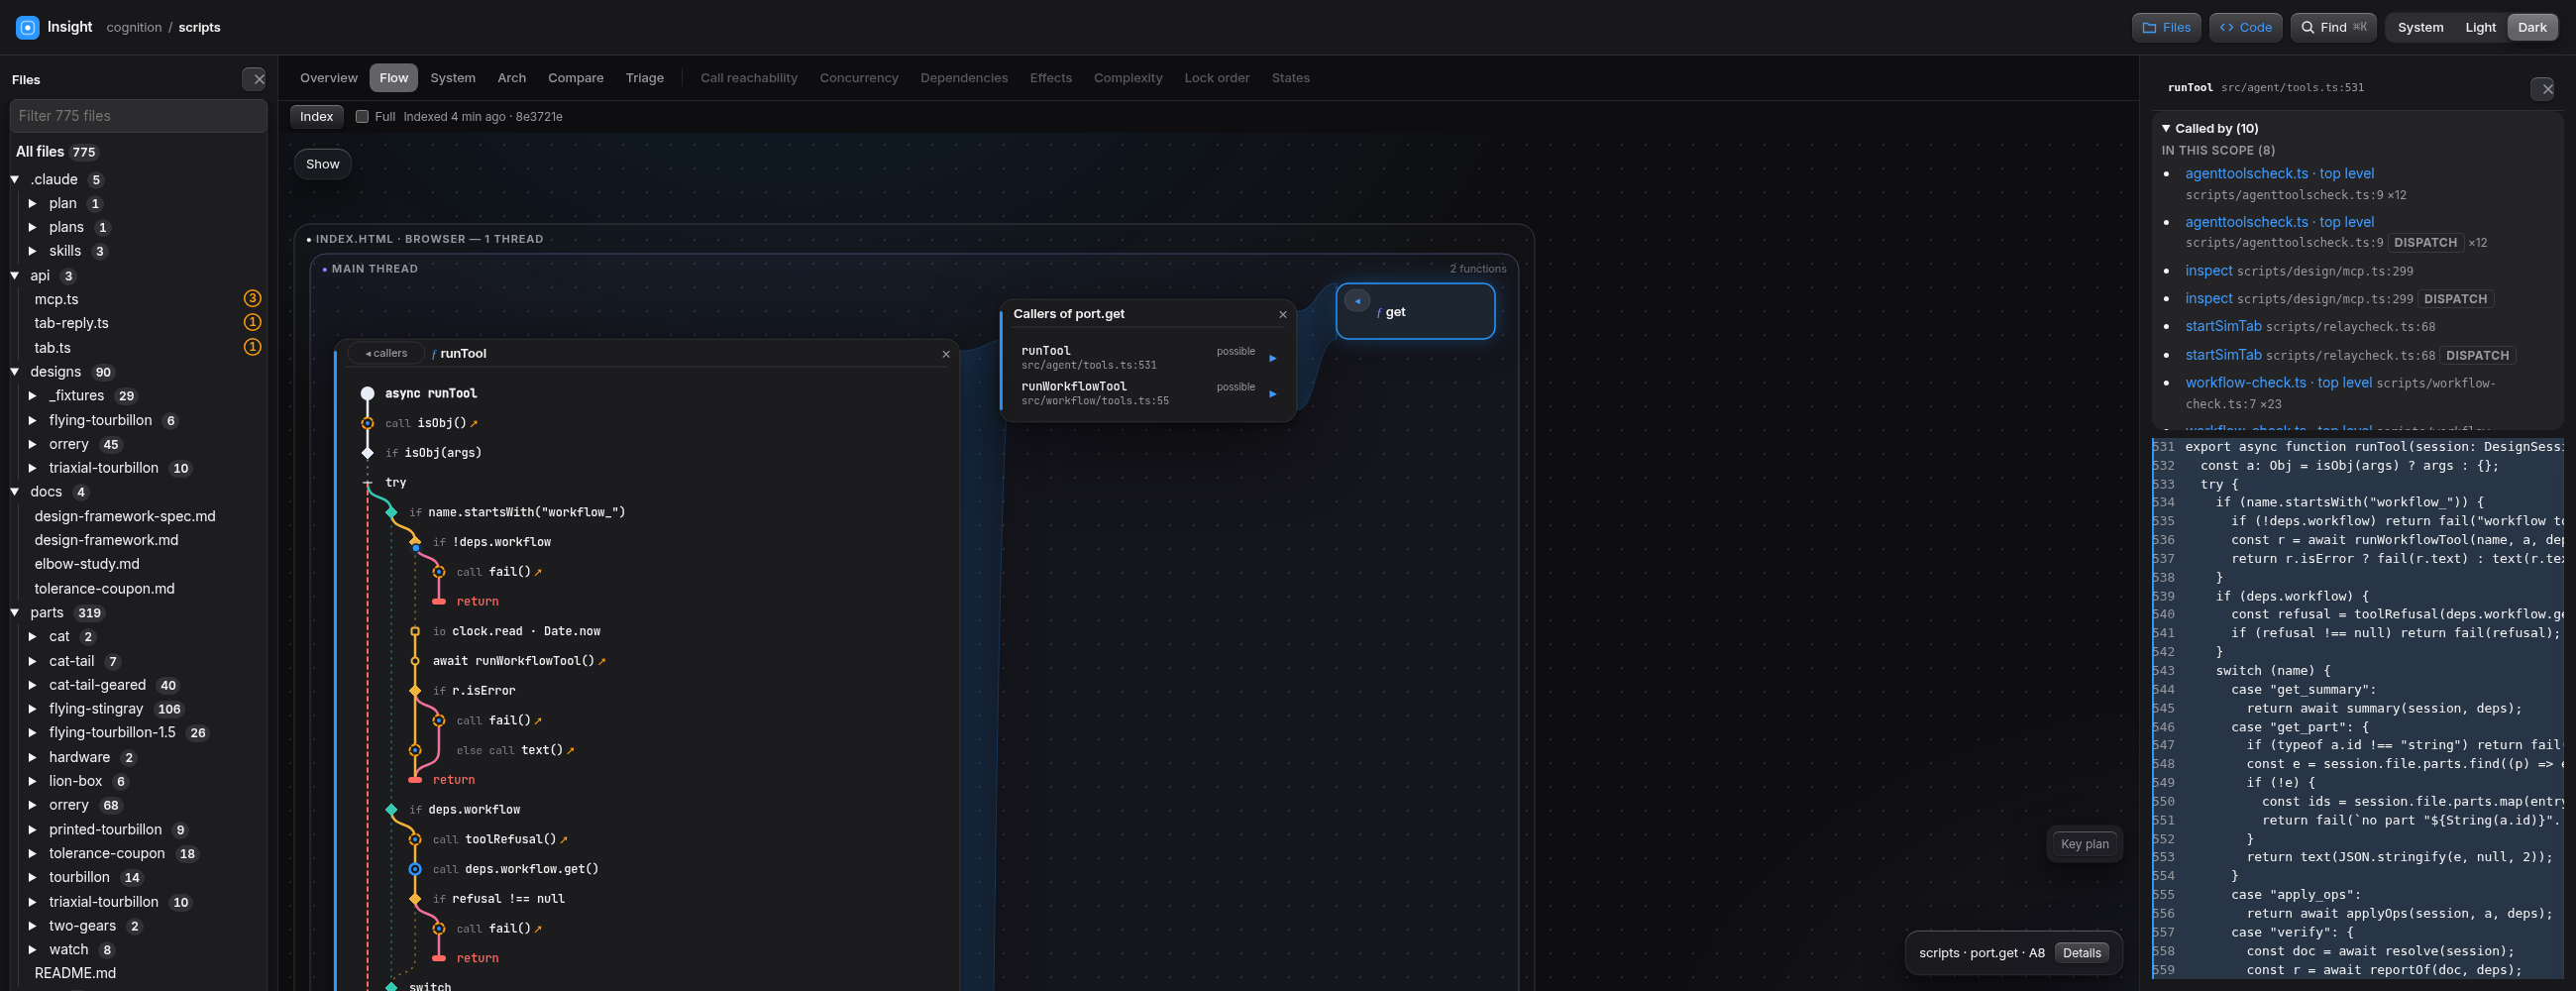 Insight cognition / scripts
Files Code Find ⌘K System Light Dark
Files
Filter 775 files
All files 775
.claude 5
plan 1
plans 1
skills 3
api 3
mcp.ts 3
tab-reply.ts 1
tab.ts 1
designs 90
_fixtures 29
flying-tourbillon 6
orrery 45
triaxial-tourbillon 10
docs 4
design-framework-spec.md
design-framework.md
elbow-study.md
tolerance-coupon.md
parts 319
cat 2
cat-tail 7
cat-tail-geared 40
flying-stingray 106
flying-tourbillon-1.5 26
hardware 2
lion-box 6
orrery 68
printed-tourbillon 9
tolerance-coupon 18
tourbillon 14
triaxial-tourbillon 10
two-gears 2
watch 8
README.md
Overview Flow System Arch Compare Triage Call reachability Concurrency Dependencies Effects Complexity Lock order States
Index Full Indexed 4 min ago · 8e3721e
Show
INDEX.HTML · BROWSER — 1 THREAD
MAIN THREAD 2 functions
◂ callers ƒ runTool ×
async runTool
call isObj() ↗
if isObj(args)
try
if name.startsWith("workflow_")
if !deps.workflow
call fail() ↗
return
io clock.read · Date.now
await runWorkflowTool() ↗
if r.isError
call fail() ↗
else call text() ↗
return
if deps.workflow
call toolRefusal() ↗
call deps.workflow.get()
if refusal !== null
call fail() ↗
return
switch
Callers of port.get ×
runTool possible
src/agent/tools.ts:531
runWorkflowTool possible
src/workflow/tools.ts:55
ƒ get
Key plan
scripts · port.get · A8 Details
runTool src/agent/tools.ts:531
Called by (10)
IN THIS SCOPE (8)
agenttoolscheck.ts · top level
scripts/agenttoolscheck.ts:9 ×12
agenttoolscheck.ts · top level
scripts/agenttoolscheck.ts:9 DISPATCH ×12
inspect scripts/design/mcp.ts:299
inspect scripts/design/mcp.ts:299 DISPATCH
startSimTab scripts/relaycheck.ts:68
startSimTab scripts/relaycheck.ts:68 DISPATCH
workflow-check.ts · top level scripts/workflow-
check.ts:7 ×23
workflow-check.ts · top level scripts/workflow-
531 export async function runTool(session: DesignSessi
532 const a: Obj = isObj(args) ? args : {};
533 try {
534 if (name.startsWith("workflow_")) {
535 if (!deps.workflow) return fail("workflow to
536 const r = await runWorkflowTool(name, a, dep
537 return r.isError ? fail(r.text) : text(r.tex
538 }
539 if (deps.workflow) {
540 const refusal = toolRefusal(deps.workflow.ge
541 if (refusal !== null) return fail(refusal);
542 }
543 switch (name) {
544 case "get_summary":
545 return await summary(session, deps);
546 case "get_part": {
547 if (typeof a.id !== "string") return fail(
548 const e = session.file.parts.find((p) => e
549 if (!e) {
550 const ids = session.file.parts.map(entry
551 return fail(`no part "${String(a.id)}".
552 }
553 return text(JSON.stringify(e, null, 2));
554 }
555 case "apply_ops":
556 return await applyOps(session, a, deps);
557 case "verify": {
558 const doc = await resolve(session);
559 const r = await reportOf(doc, deps);